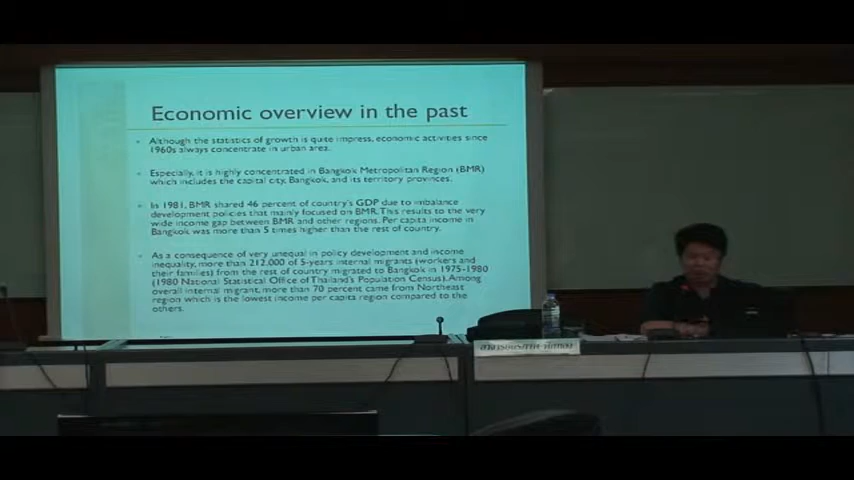 Economic overview in the past
Although the statistics of growth is quite impress, economic activities since
1960s always concentrate in urban area.
Especially, it is highly concentrated in Bangkok Metropolitan Region (BMR)
which includes the capital city, Bangkok, and its territory provinces.
In 1981, BMR shared 46 percent of country's GDP due to imbalance
development policies that mainly focused on BMR. This results to the very
wide income gap between BMR and other regions. Per capita income in
Bangkok was more than 5 times higher than the rest of country.
As a consequence of very unequal in policy development and income
inequality, more than 212,000 of 5-years internal migrants (workers and
their families) from the rest of country migrated to Bangkok in 1975-1980
(1980 National Statistical Office of Thailand's Population Census). Among
overall internal migrant, more than 70 percent came from Northeast
region which is the lowest income per capita region compared to the
others.